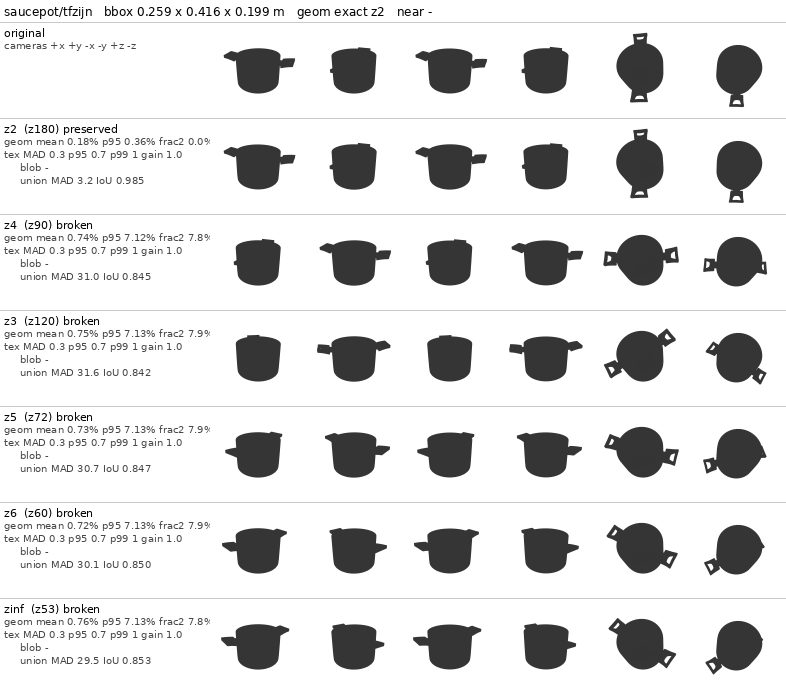 saucepot/tfzijn bbox 0.259 x 0.416 x 0.199 m geom exact z2 near -
original
cameras +x +y -x -y +z -z
z2 (z180) preserved
geom mean 0.18% p95 0.36% frac2 0.0%
tex MAD 0.3 p95 0.7 p99 1 gain 1.0
blob -
union MAD 3.2 IoU 0.985
z4 (z90) broken
geom mean 0.74% p95 7.12% frac2 7.8%
tex MAD 0.3 p95 0.7 p99 1 gain 1.0
blob -
union MAD 31.0 IoU 0.845
z3 (z120) broken
geom mean 0.75% p95 7.13% frac2 7.9%
tex MAD 0.3 p95 0.7 p99 1 gain 1.0
blob -
union MAD 31.6 IoU 0.842
z5 (z72) broken
geom mean 0.73% p95 7.13% frac2 7.9%
tex MAD 0.3 p95 0.7 p99 1 gain 1.0
blob -
union MAD 30.7 IoU 0.847
z6 (z60) broken
geom mean 0.72% p95 7.13% frac2 7.9%
tex MAD 0.3 p95 0.7 p99 1 gain 1.0
blob -
union MAD 30.1 IoU 0.850
zinf (z53) broken
geom mean 0.76% p95 7.13% frac2 7.8%
tex MAD 0.3 p95 0.7 p99 1 gain 1.0
blob -
union MAD 29.5 IoU 0.853